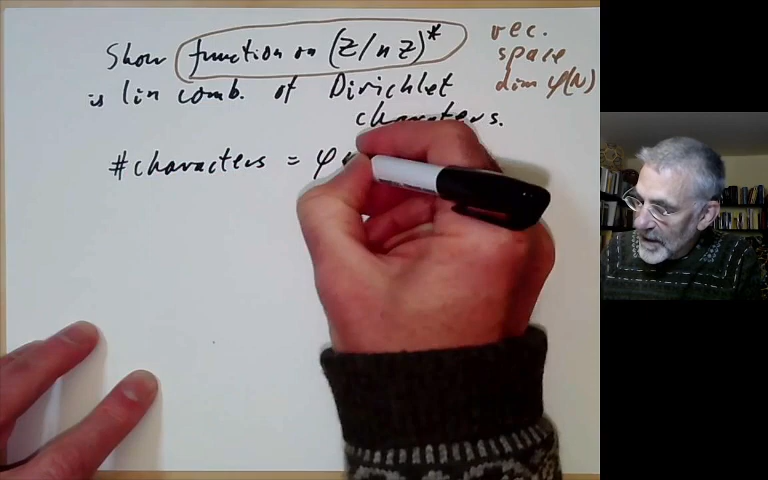 Show function on (Z/nZ)*
is lin comb. of Dirichlet
characters.
vec.
space
dim φ(N)
#characters = φ